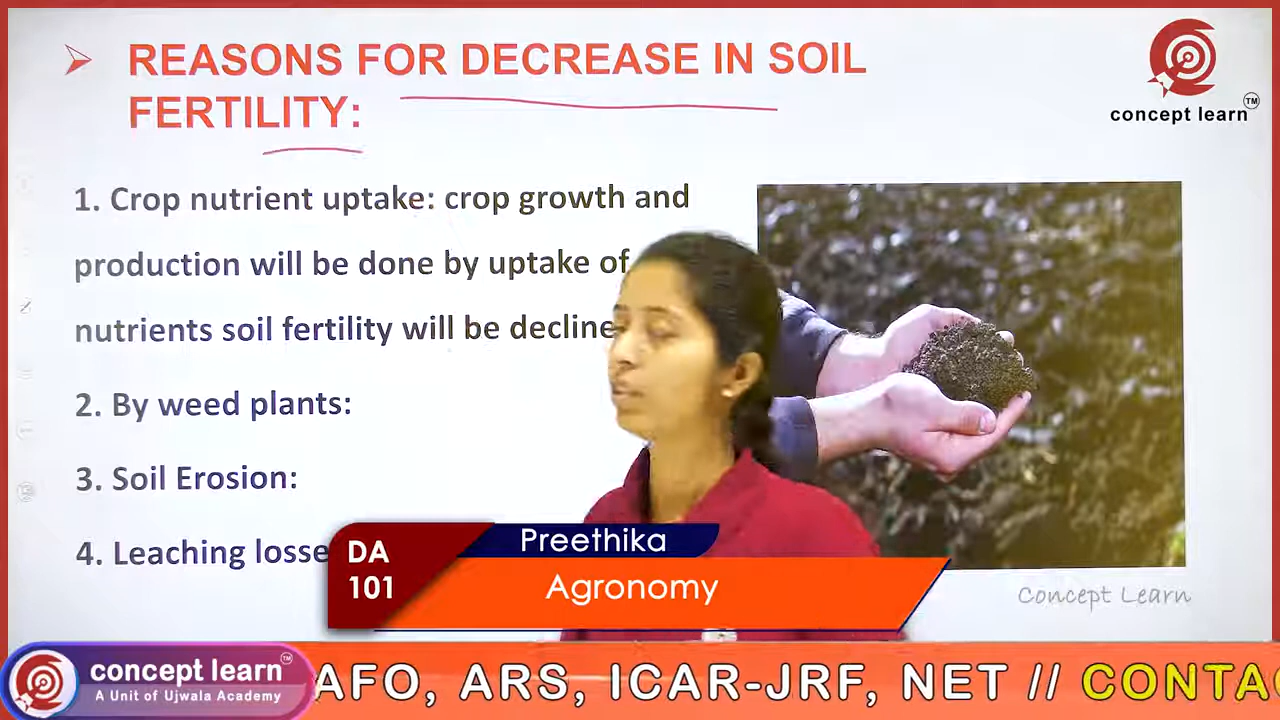 REASONS FOR DECREASE IN SOIL
FERTILITY:
concept learn
TM
1. Crop nutrient uptake: crop growth and
production will be done by uptake of
nutrients soil fertility will be decline
2. By weed plants:
3. Soil Erosion:
4. Leaching losse
DA
101
Preethika
Agronomy
Concept Learn
concept learn
TM
A Unit of Ujwala Academy
AFO, ARS, ICAR-JRF, NET // CONTAC